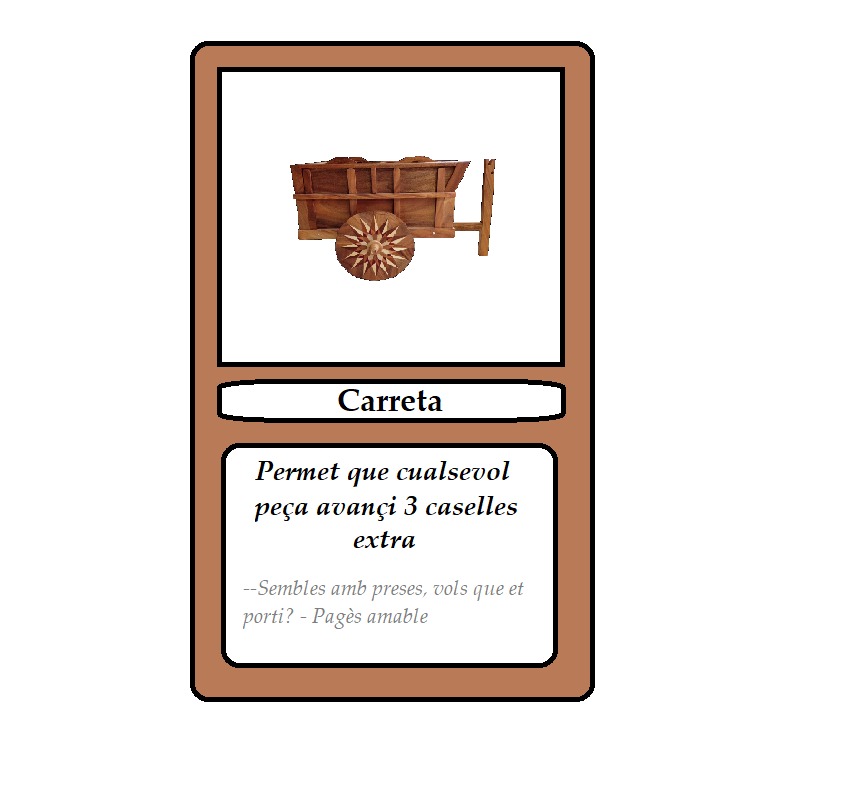 Carreta
Permet que cualsevol
peça avançi 3 caselles
extra
--Sembles amb preses, vols que et
porti? - Pagès amable